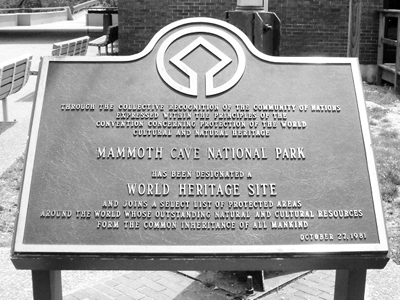 THROUGH THE COLLECTIVE RECOGNITION OF THE COMMUNITY OF NATIONS
EXPRESSED WITHIN THE PRINCIPLES OF THE
CONVENTION CONCERNING PROTECTION OF THE WORLD
CULTURAL AND NATURAL HERITAGE
MAMMOTH CAVE NATIONAL PARK
HAS BEEN DESIGNATED A
WORLD HERITAGE SITE
AND JOINS A SELECT LIST OF PROTECTED AREAS
AROUND THE WORLD WHOSE OUTSTANDING NATURAL AND CULTURAL RESOURCES
FORM THE COMMON INHERITANCE OF ALL MANKIND
OCTOBER 27, 1981